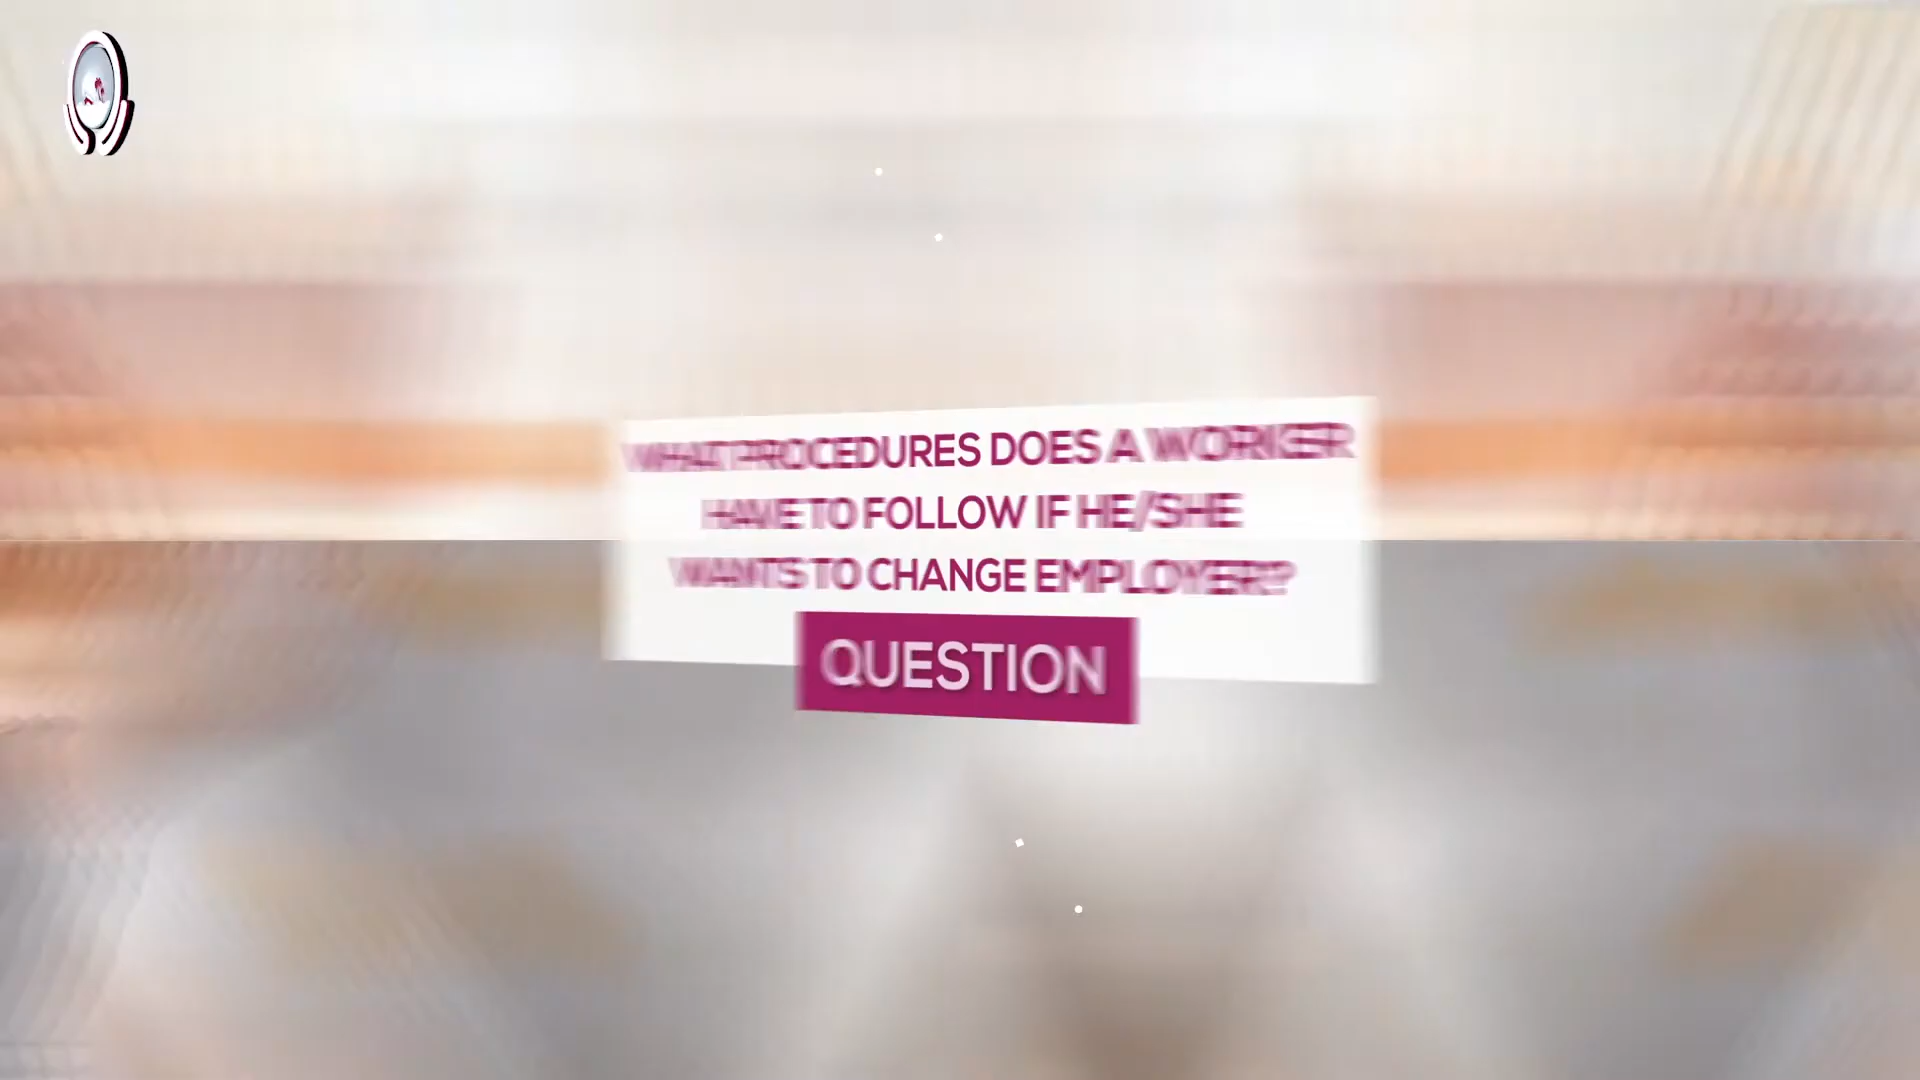 WHAT PROCEDURES DOES A WORKER
HAVE TO FOLLOW IF HE/SHE
WANTS TO CHANGE EMPLOYER?
QUESTION